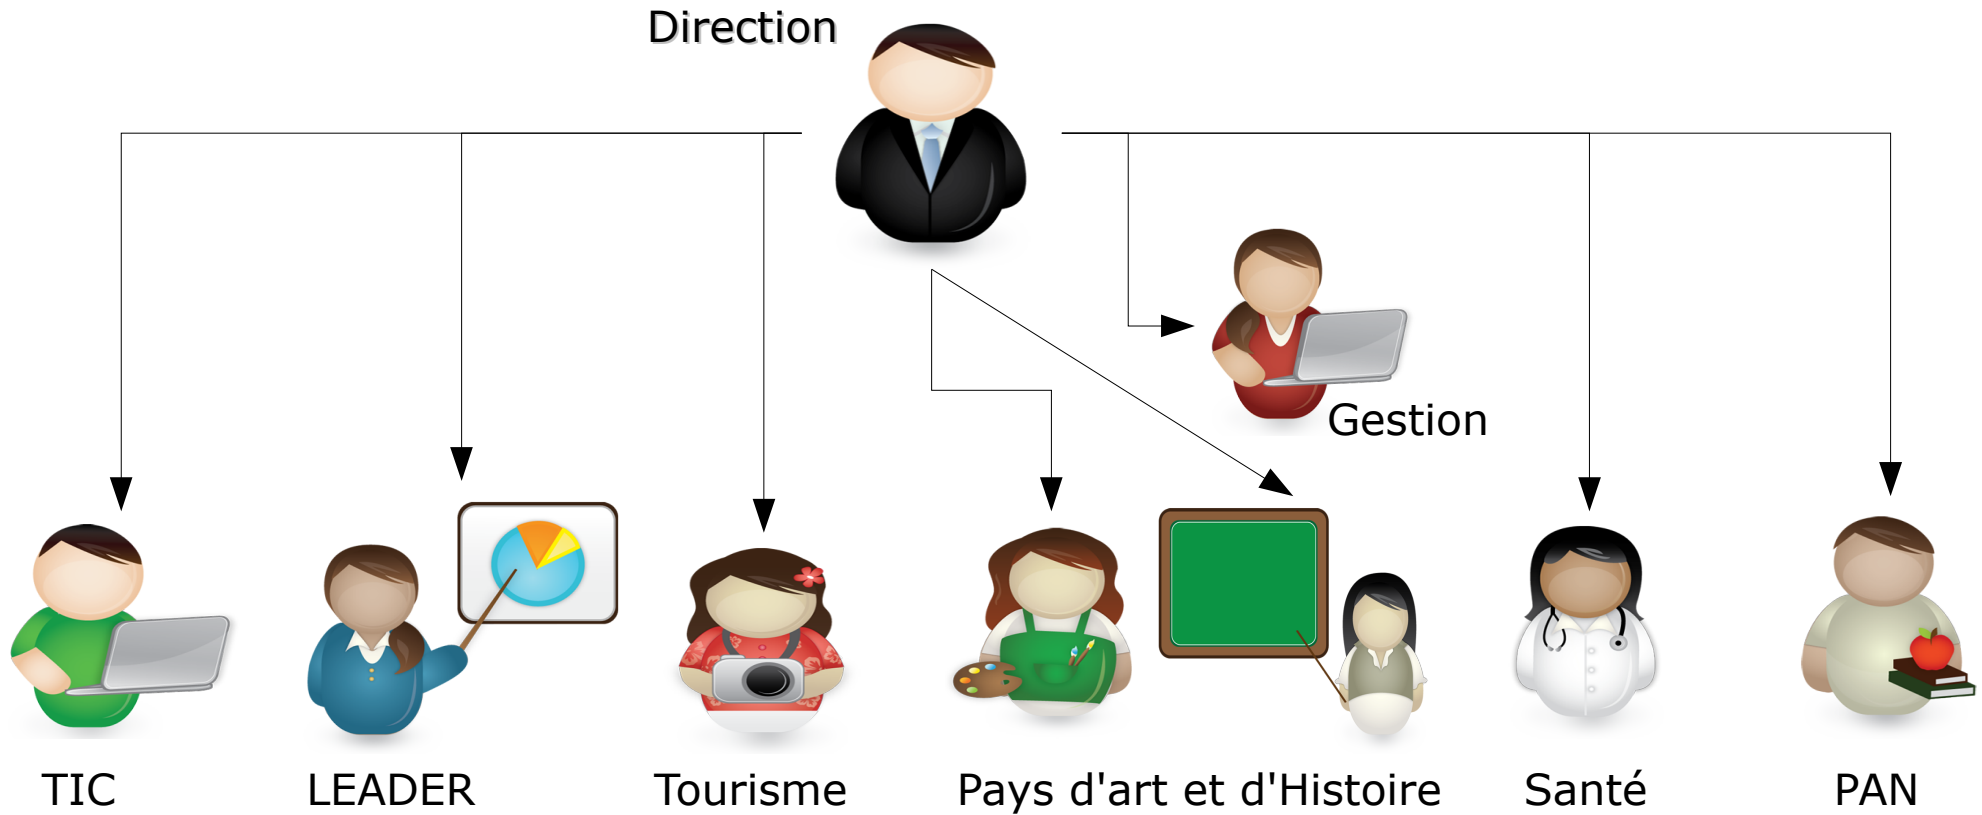 Direction
Gestion
TIC
LEADER
Tourisme
Pays d'art et d'Histoire
Santé
PAN